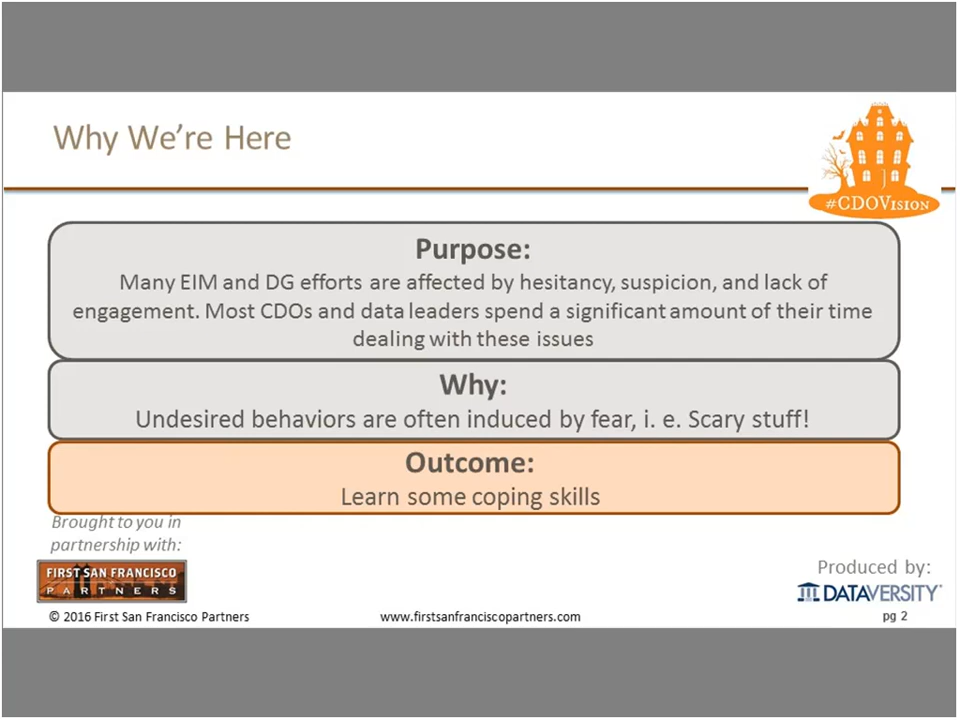 Why We're Here
#CDOVISION
Purpose:
Many EIM and DG efforts are affected by hesitancy, suspicion, and lack of
engagement. Most CDOs and data leaders spend a significant amount of their time
dealing with these issues
Why:
Undesired behaviors are often induced by fear, i. e. Scary stuff!
Outcome:
Learn some coping skills
Brought to you in
partnership with:
FIRST SAN FRANCISCO
PARTNERS
Produced by:
DATAVERSITY
© 2016 First San Francisco Partners
www.firstsanfranciscopartners.com
pg 2